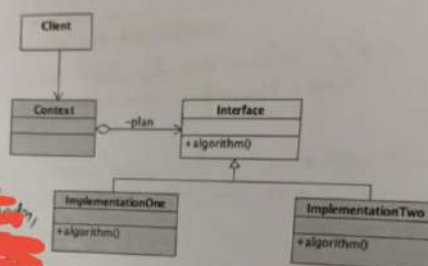 Client
Context
-plan
Interface
+algorithm()
ImplementationOne
+algorithm()
ImplementationTwo
+algorithm()